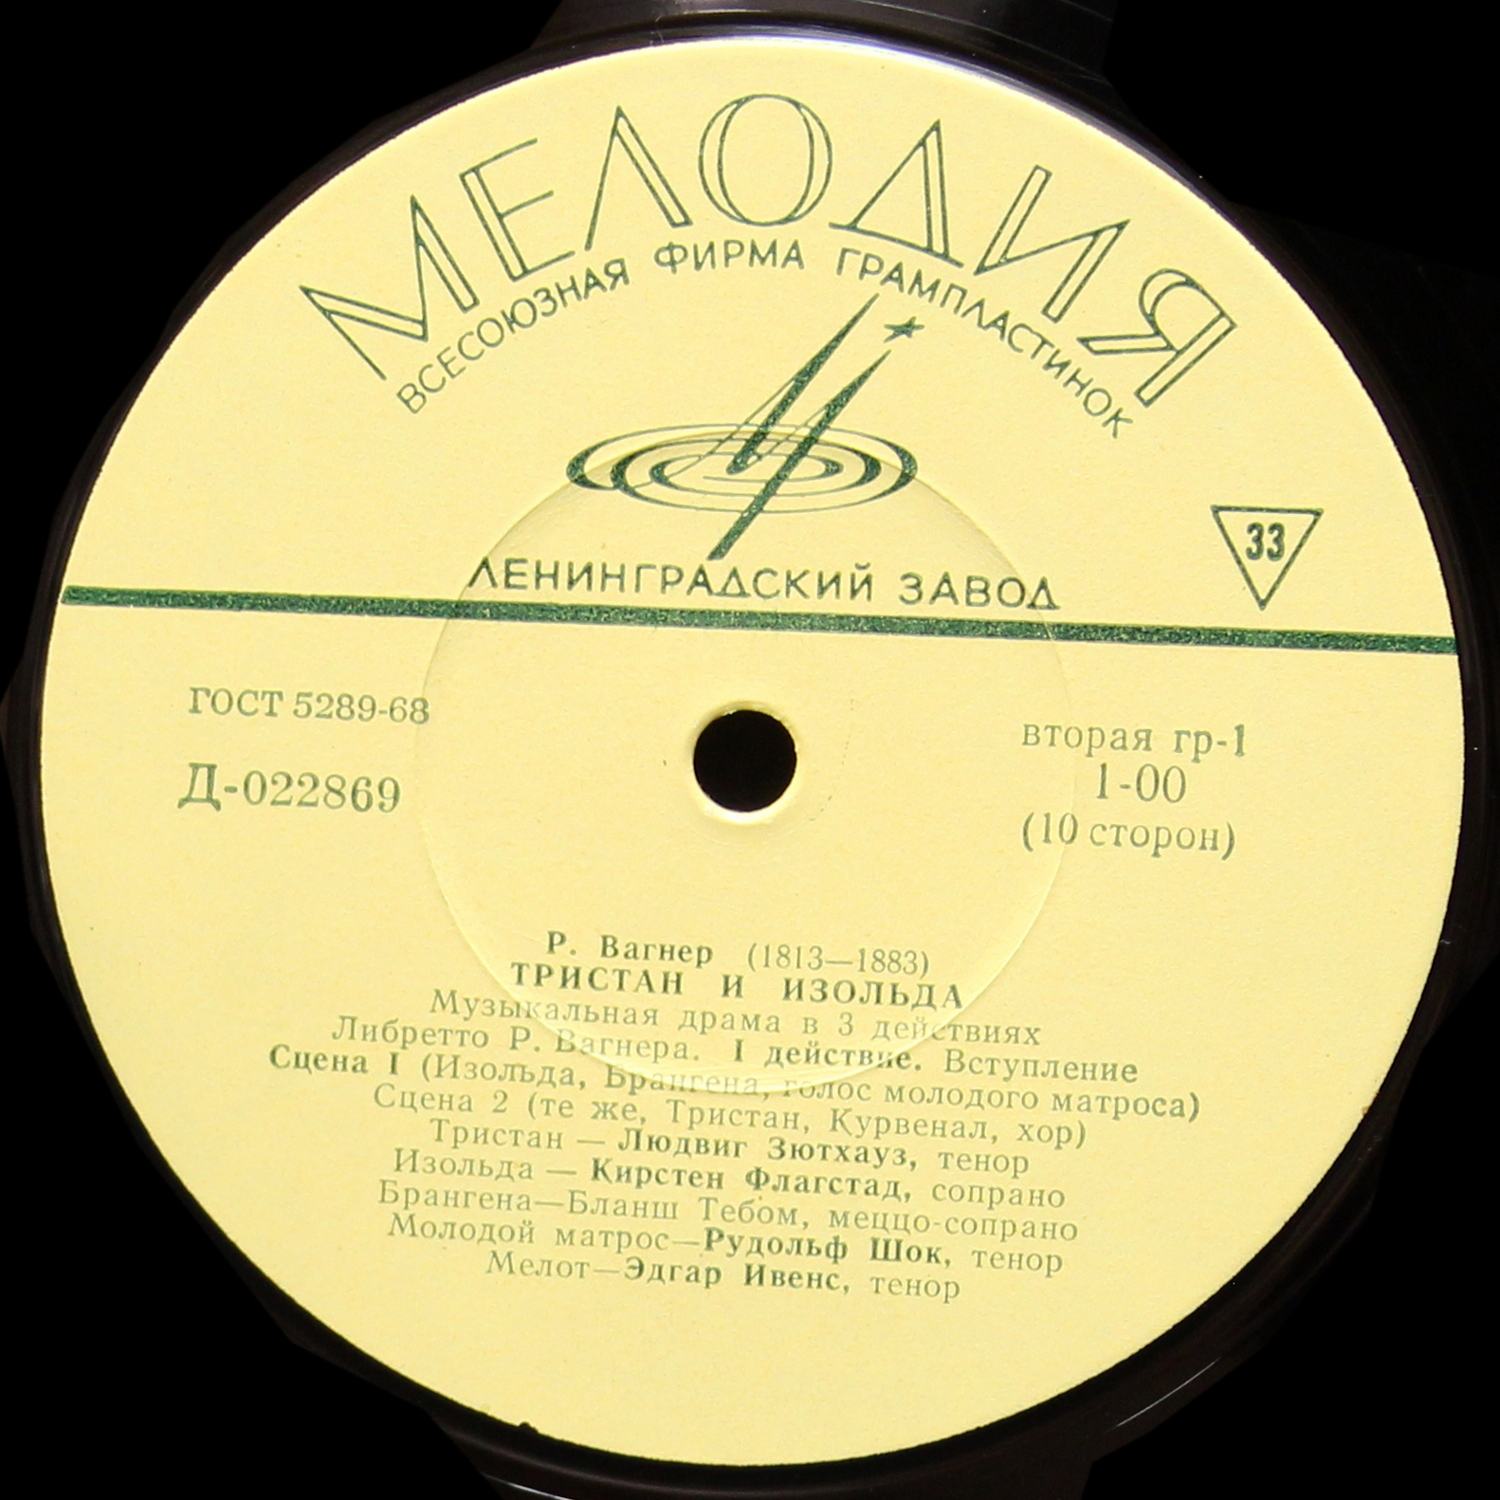 МЕЛОДИЯ
ВСЕСОЮЗНАЯ ФИРМА ГРАМПЛАСТИНОК
ЛЕНИНГРАДСКИЙ ЗАВОД
33
ГОСТ 5289-68
Д-022869
вторая гр-1
1-00
(10 сторон)
Р. Вагнер (1813—1883)
ТРИСТАН И ИЗОЛЬДА
Музыкальная драма в 3 действиях
Либретто Р. Вагнера. I действие. Вступление
Сцена I (Изольда, Брангена, голос молодого матроса)
Сцена 2 (те же, Тристан, Курвенал, хор)
Тристан — Людвиг Зютхауз, тенор
Изольда — Кирстен Флагстад, сопрано
Брангена—Бланш Тебом, меццо-сопрано
Молодой матрос—Рудольф Шок, тенор
Мелот—Эдгар Ивенс, тенор